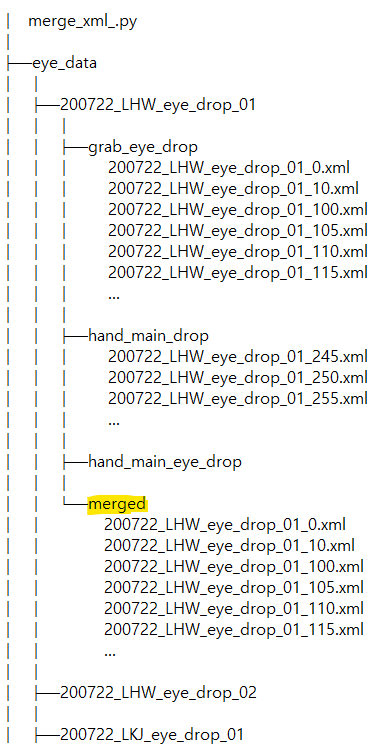 merge_xml_.py
eye_data
200722_LHW_eye_drop_01
grab_eye_drop
200722_LHW_eye_drop_01_0.xml
200722_LHW_eye_drop_01_10.xml
200722_LHW_eye_drop_01_100.xml
200722_LHW_eye_drop_01_105.xml
200722_LHW_eye_drop_01_110.xml
200722_LHW_eye_drop_01_115.xml
...
hand_main_drop
200722_LHW_eye_drop_01_245.xml
200722_LHW_eye_drop_01_250.xml
200722_LHW_eye_drop_01_255.xml
...
hand_main_eye_drop
merged
200722_LHW_eye_drop_01_0.xml
200722_LHW_eye_drop_01_10.xml
200722_LHW_eye_drop_01_100.xml
200722_LHW_eye_drop_01_105.xml
200722_LHW_eye_drop_01_110.xml
200722_LHW_eye_drop_01_115.xml
...
200722_LHW_eye_drop_02
200722_LKJ_eye_drop_01